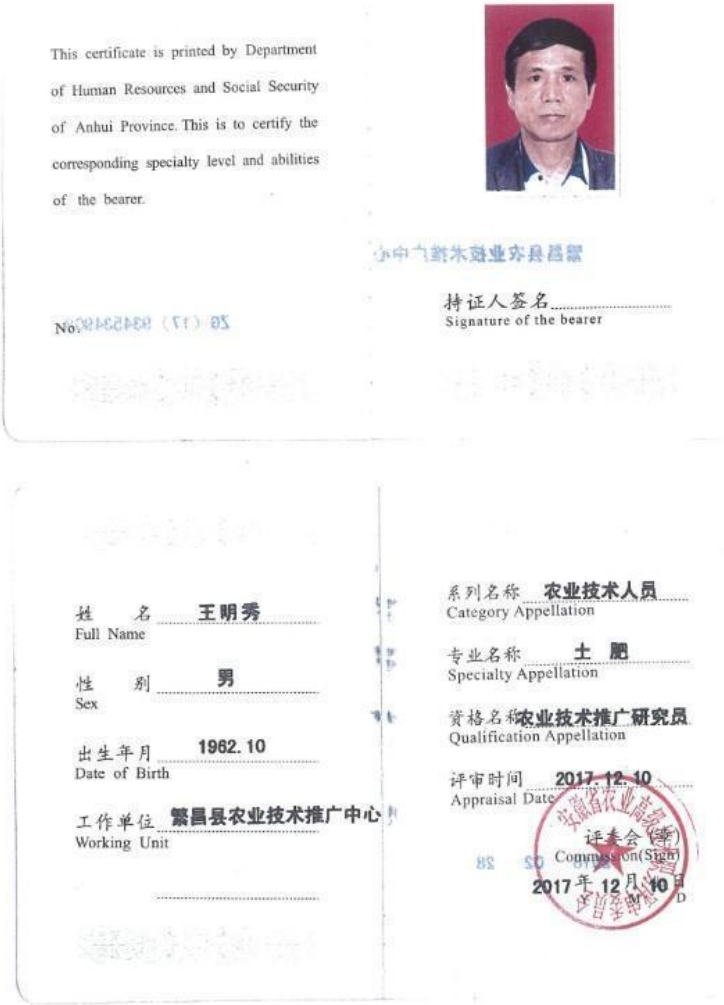 This certificate is printed by Department
of Human Resources and Social Security
of Anhui Province. This is to certify the
corresponding specialty level and abilities
of the bearer.
No.
ZG (17)
繁昌县农业技术推广中心
持证人签名
Signature of the bearer
姓 名 王明秀
Full Name
性 别 男
Sex
出生年月 1962.10
Date of Birth
工作单位 繁昌县农业技术推广中心
Working Unit
系列名称 农业技术人员
Category Appellation
专业名称 土 肥
Specialty Appellation
资格名称 农业技术推广研究员
Qualification Appellation
评审时间 2017.12.10
Appraisal Date
评委会(章)
Commission(Sign)
02 28
2017年 12月 10日
Y M D